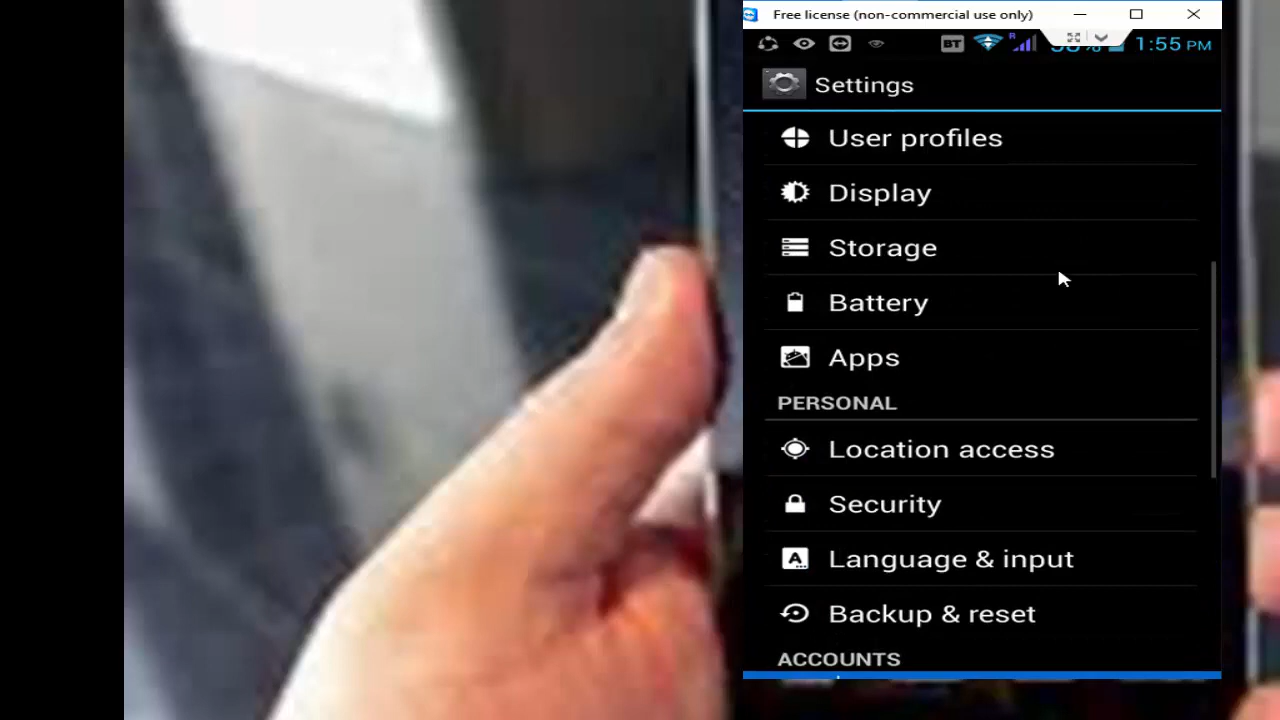 Free license (non-commercial use only)
BT R 1:55 PM
Settings
User profiles
Display
Storage
Battery
Apps
PERSONAL
Location access
Security
A Language & input
Backup & reset
ACCOUNTS